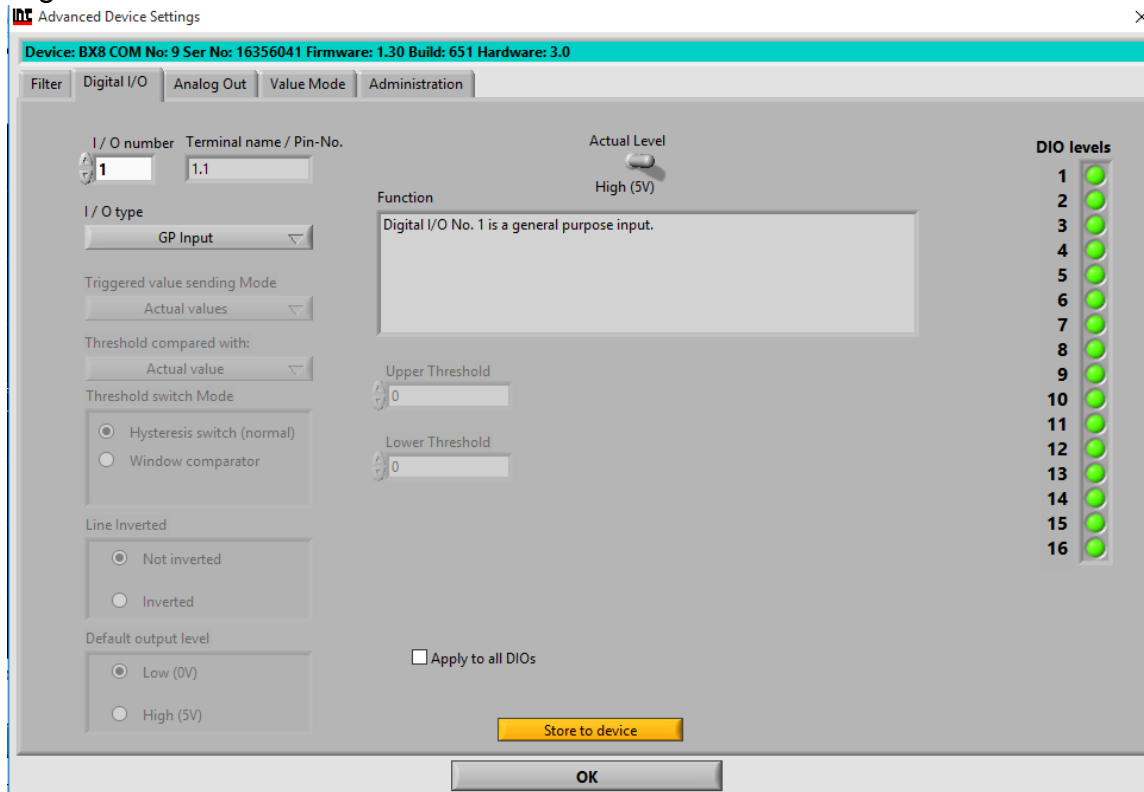 Advanced Device Settings
Device: BX8 COM No: 9 Ser No: 16356041 Firmware: 1.30 Build: 651 Hardware: 3.0
Filter Digital I/O Analog Out Value Mode Administration
I / O number Terminal name / Pin-No.
1 1.1
Actual Level
High (5V)
I / O type
GP Input
Function
Digital I/O No. 1 is a general purpose input.
Triggered value sending Mode
Actual values
Threshold compared with:
Actual value
Threshold switch Mode
Hysteresis switch (normal)
Window comparator
Upper Threshold
0
Lower Threshold
0
Line Inverted
Not inverted
Inverted
Default output level
Low (0V)
High (5V)
Apply to all DIOs
Store to device
DIO levels
1
2
3
4
5
6
7
8
9
10
11
12
13
14
15
16
OK